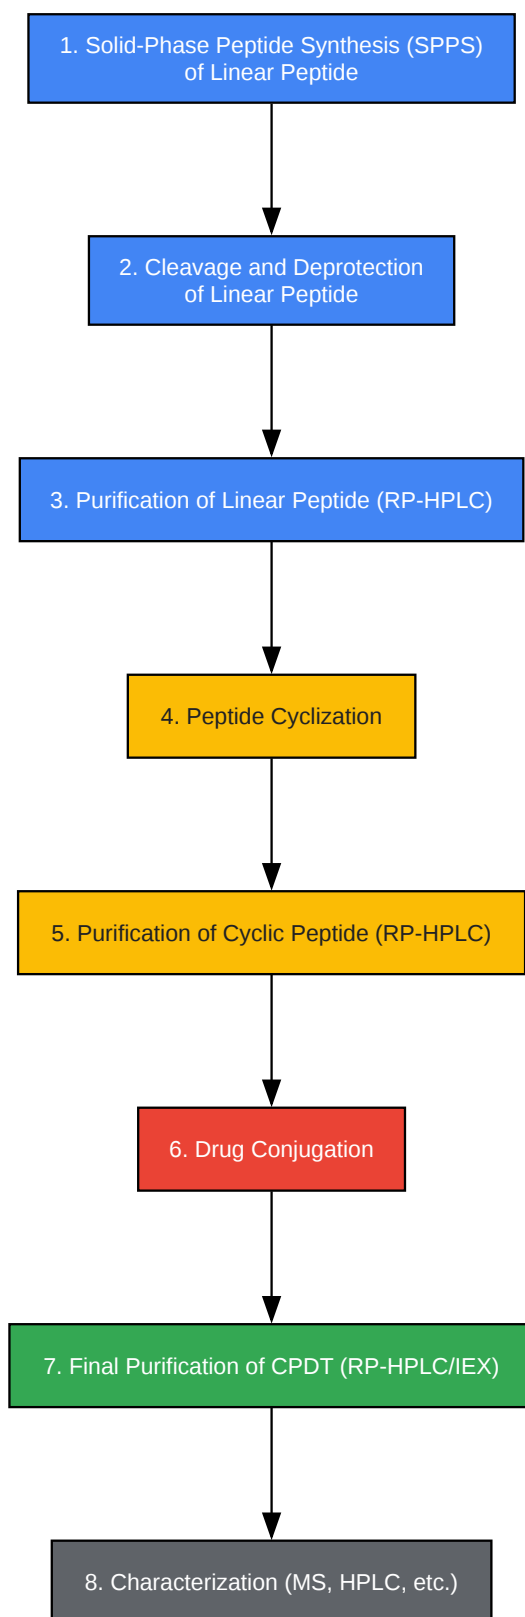 1. Solid-Phase Peptide Synthesis (SPPS)
of Linear Peptide
2. Cleavage and Deprotection
of Linear Peptide
3. Purification of Linear Peptide (RP-HPLC)
4. Peptide Cyclization
5. Purification of Cyclic Peptide (RP-HPLC)
6. Drug Conjugation
7. Final Purification of CPDT (RP-HPLC/IEX)
8. Characterization (MS, HPLC, etc.)